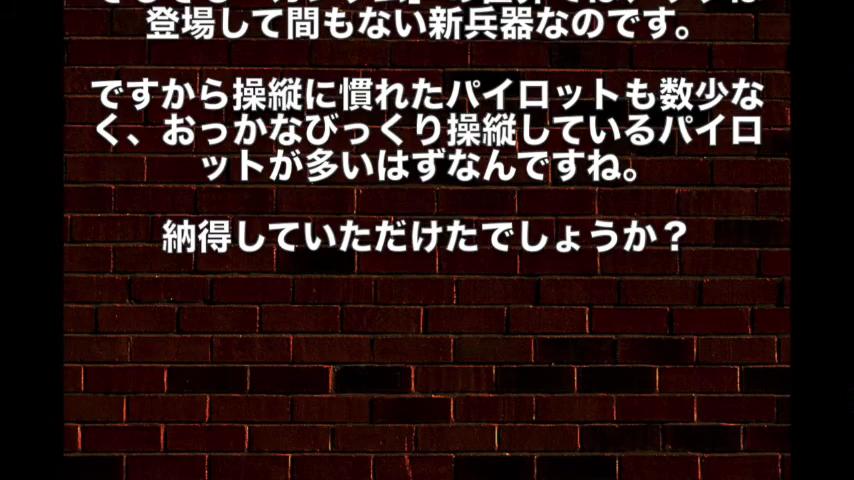 登場して間もない新兵器なのです。
ですから操縦に慣れたパイロットも数少な
く、おっかなびっくり操縦しているパイロ
ットが多いはずなんですね。
納得していただけたでしょうか？